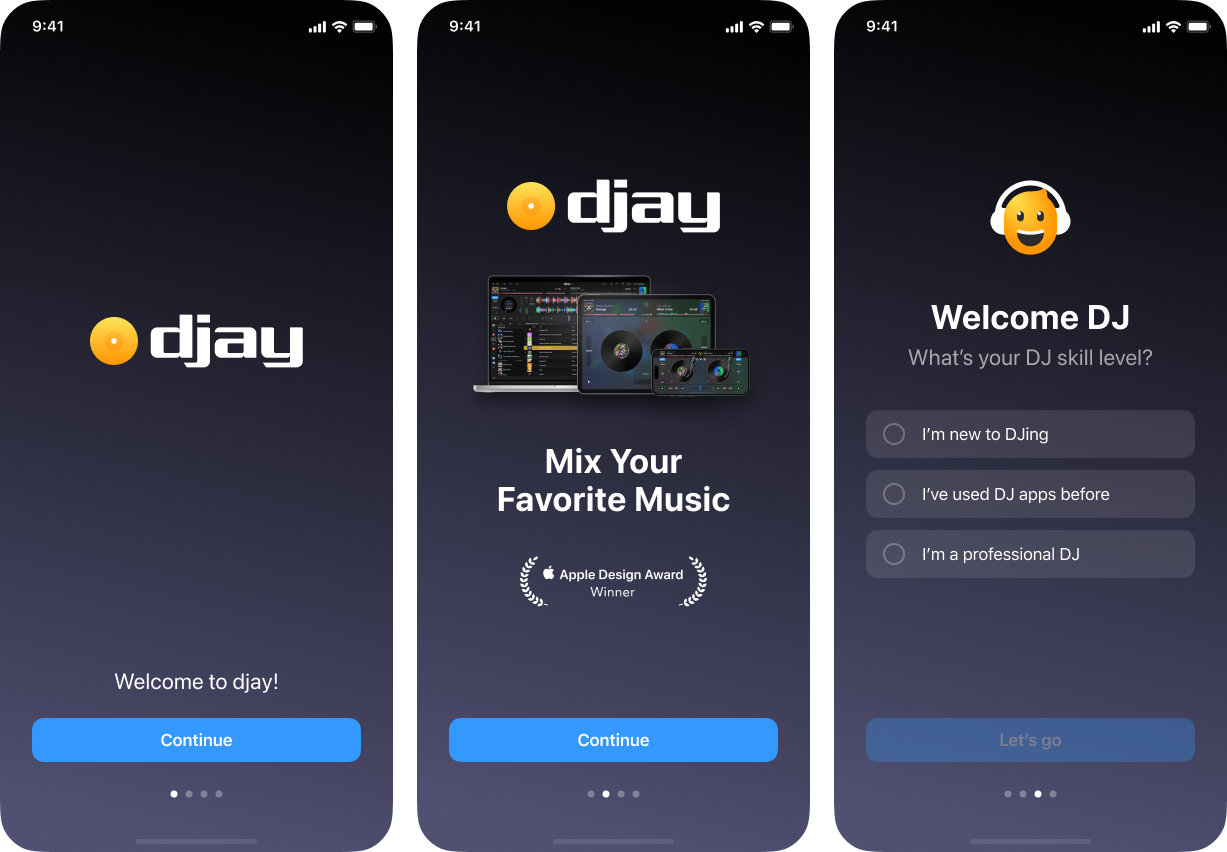 9:41
djay
Welcome to djay!
Continue
9:41
djay
Mix Your
Favorite Music
Apple Design Award
Winner
Continue
9:41
Welcome DJ
What's your DJ skill level?
I'm new to DJing
I've used DJ apps before
I'm a professional DJ
Let's go